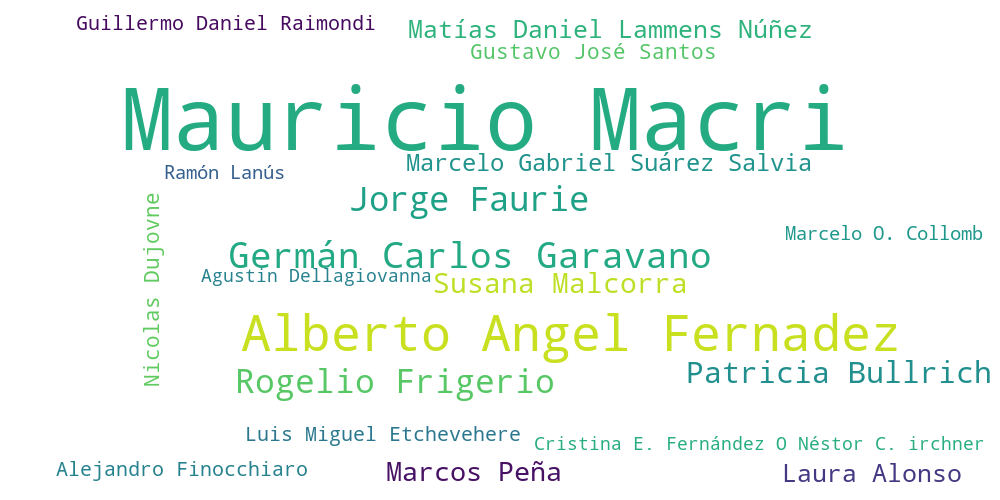 Guillermo Daniel Raimondi
Matías Daniel Lammens Núñez
Gustavo José Santos
Mauricio Macri
Marcelo Gabriel Suárez Salvia
Ramón Lanús
Jorge Faurie
Nicolas Dujovne
Marcelo O. Collomb
Germán Carlos Garavano
Agustin Dellagiovanna
Susana Malcorra
Alberto Angel Fernadez
Rogelio Frigerio
Patricia Bullrich
Luis Miguel Etchevehere
Cristina E. Fernández O Néstor C. irchner
Alejandro Finocchiaro
Marcos Peña
Laura Alonso